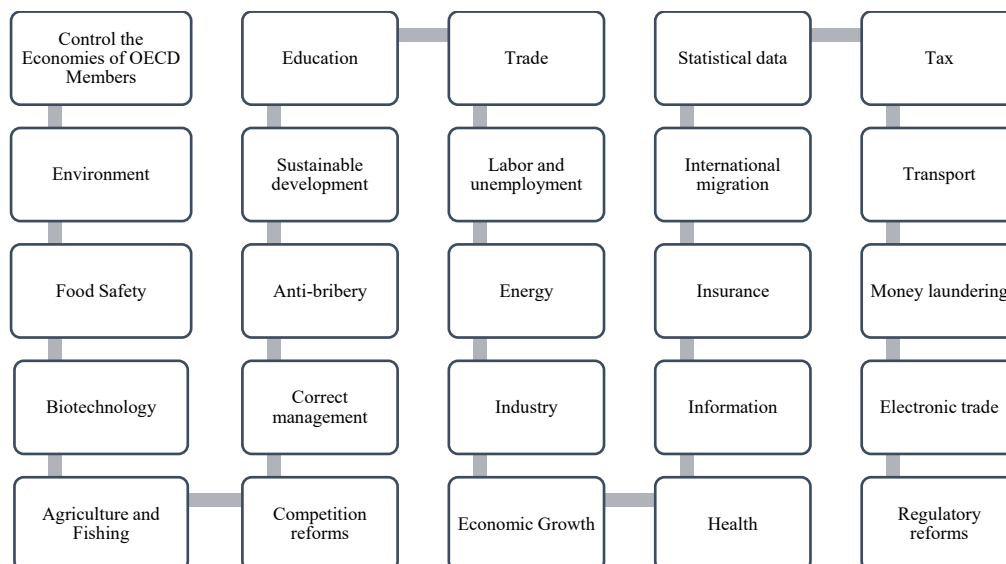 Control the
Economies of OECD
Members
Environment
Food Safety
Biotechnology
Agriculture and
Fishing
Competition
reforms
Correct
management
Anti-bribery
Sustainable
development
Education
Trade
Labor and
unemployment
Energy
Industry
Economic Growth
Health
Information
Insurance
International
migration
Statistical data
Tax
Transport
Money laundering
Electronic trade
Regulatory
reforms